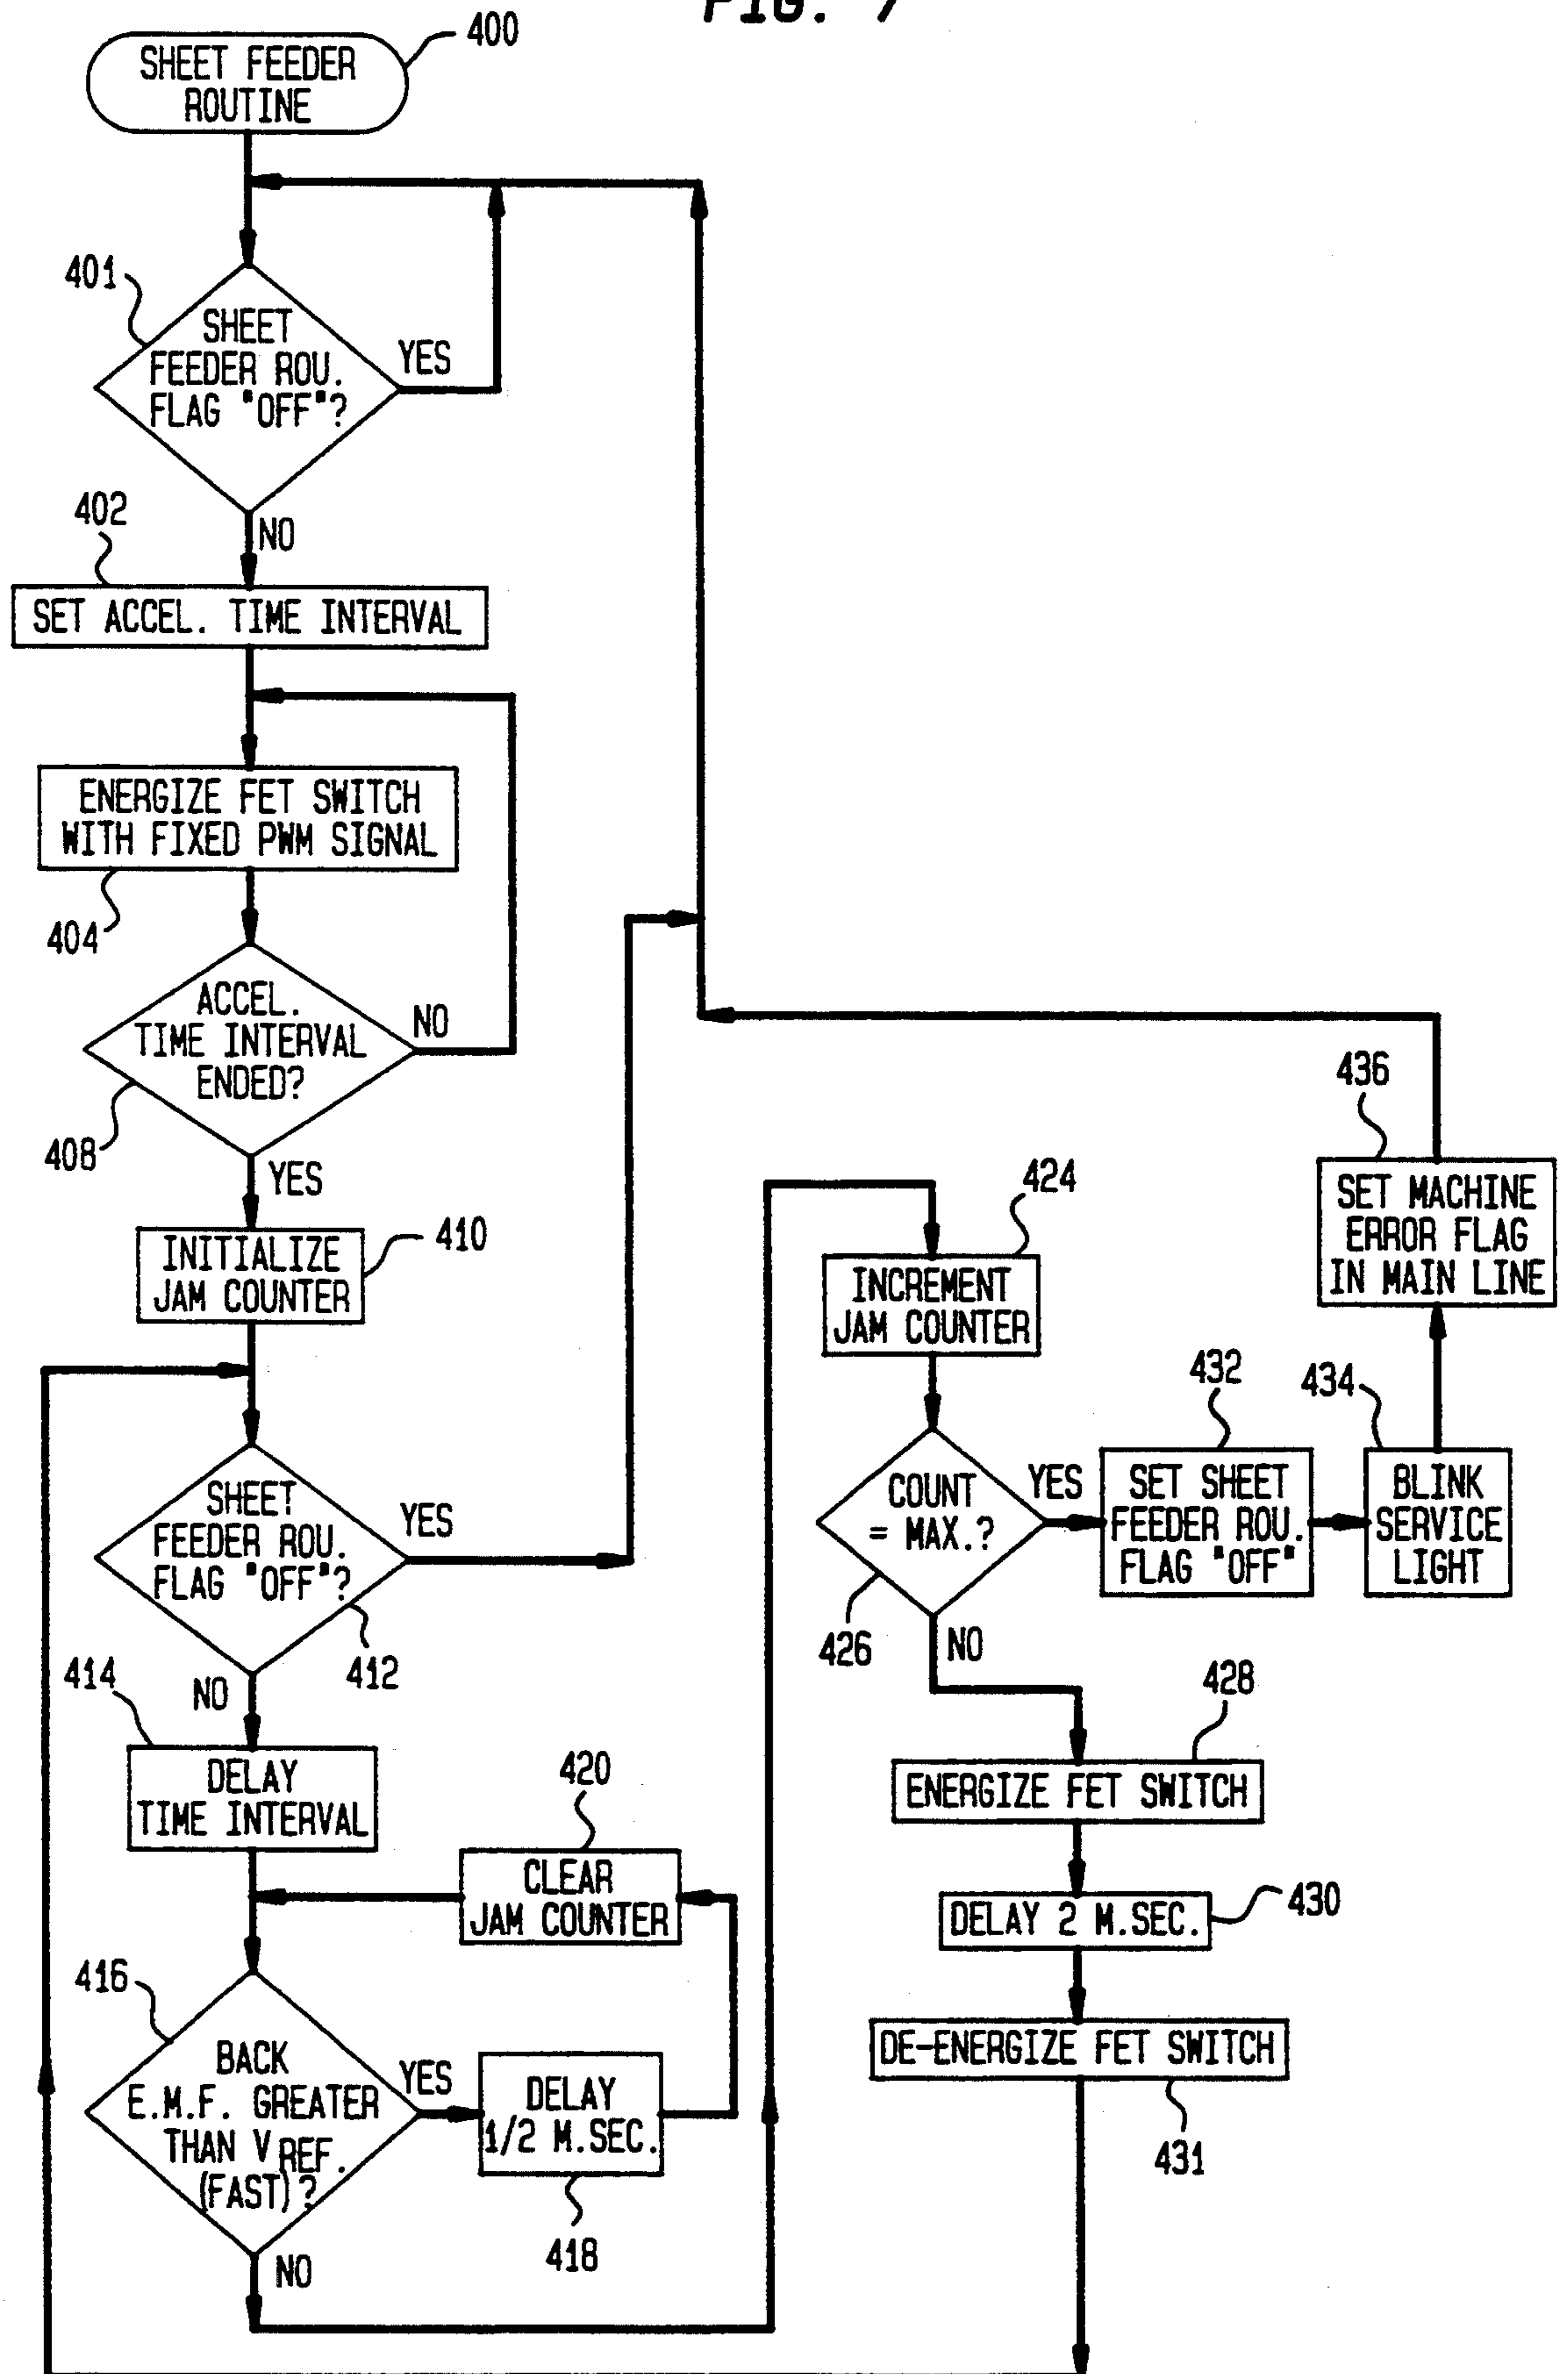 FIG. 7
400
SHEET FEEDER
ROUTINE
401
SHEET
FEEDER ROU.
FLAG "OFF"?
YES
NO
402
SET ACCEL. TIME INTERVAL
ENERGIZE FET SWITCH
WITH FIXED PWM SIGNAL
404
ACCEL.
TIME INTERVAL
ENDED?
NO
408
YES
INITIALIZE
JAM COUNTER
410
SHEET
FEEDER ROU.
FLAG "OFF"?
YES
412
NO
414
DELAY
TIME INTERVAL
420
CLEAR
JAM COUNTER
416
BACK
E.M.F. GREATER
THAN VREF.
(FAST)?
YES
DELAY
1/2 M.SEC.
418
NO
424
INCREMENT
JAM COUNTER
COUNT
= MAX.?
YES
426
NO
432
SET SHEET
FEEDER ROU.
FLAG "OFF"
434
BLINK
SERVICE
LIGHT
436
SET MACHINE
ERROR FLAG
IN MAIN LINE
428
ENERGIZE FET SWITCH
DELAY 2 M.SEC.
430
DE-ENERGIZE FET SWITCH
431